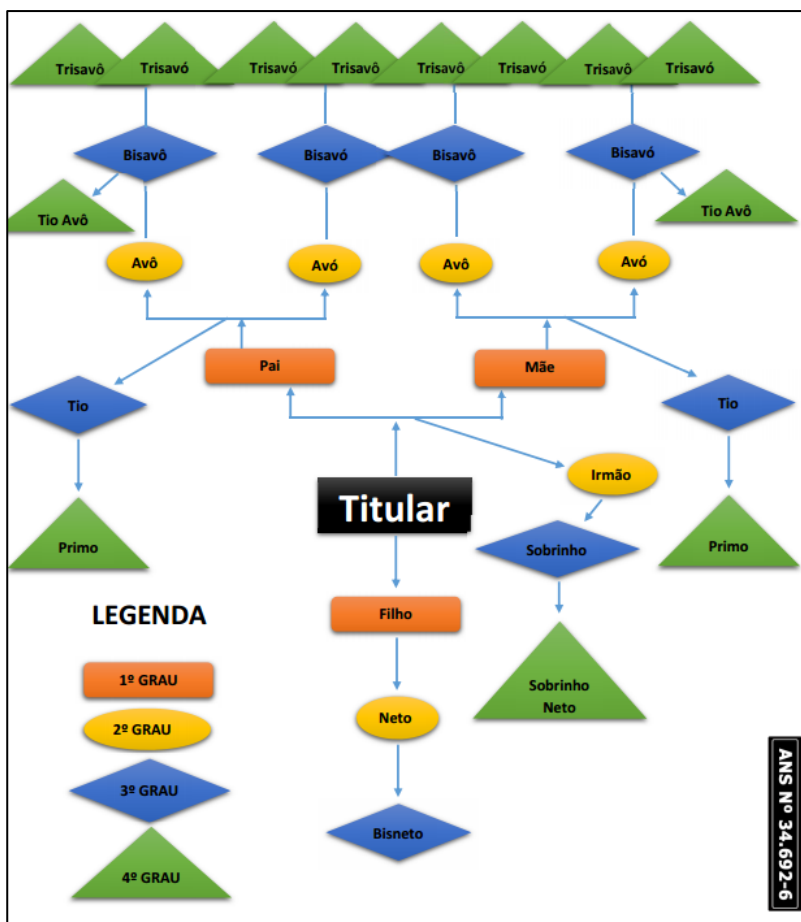 Trisavô Trisavó Trisavô Trisavó Trisavô Trisavó Trisavô Trisavó
Bisavô Bisavó Bisavô Bisavó
Tio Avô Tio Avô
Avô Avó Avô Avó
Pai Mãe
Tio Tio
Irmão
Titular
Primo Sobrinho Primo
LEGENDA
Filho
1º GRAU
Sobrinho
Neto
2º GRAU
Neto
3º GRAU
Bisneto
4º GRAU
ANS Nº 34.692-6